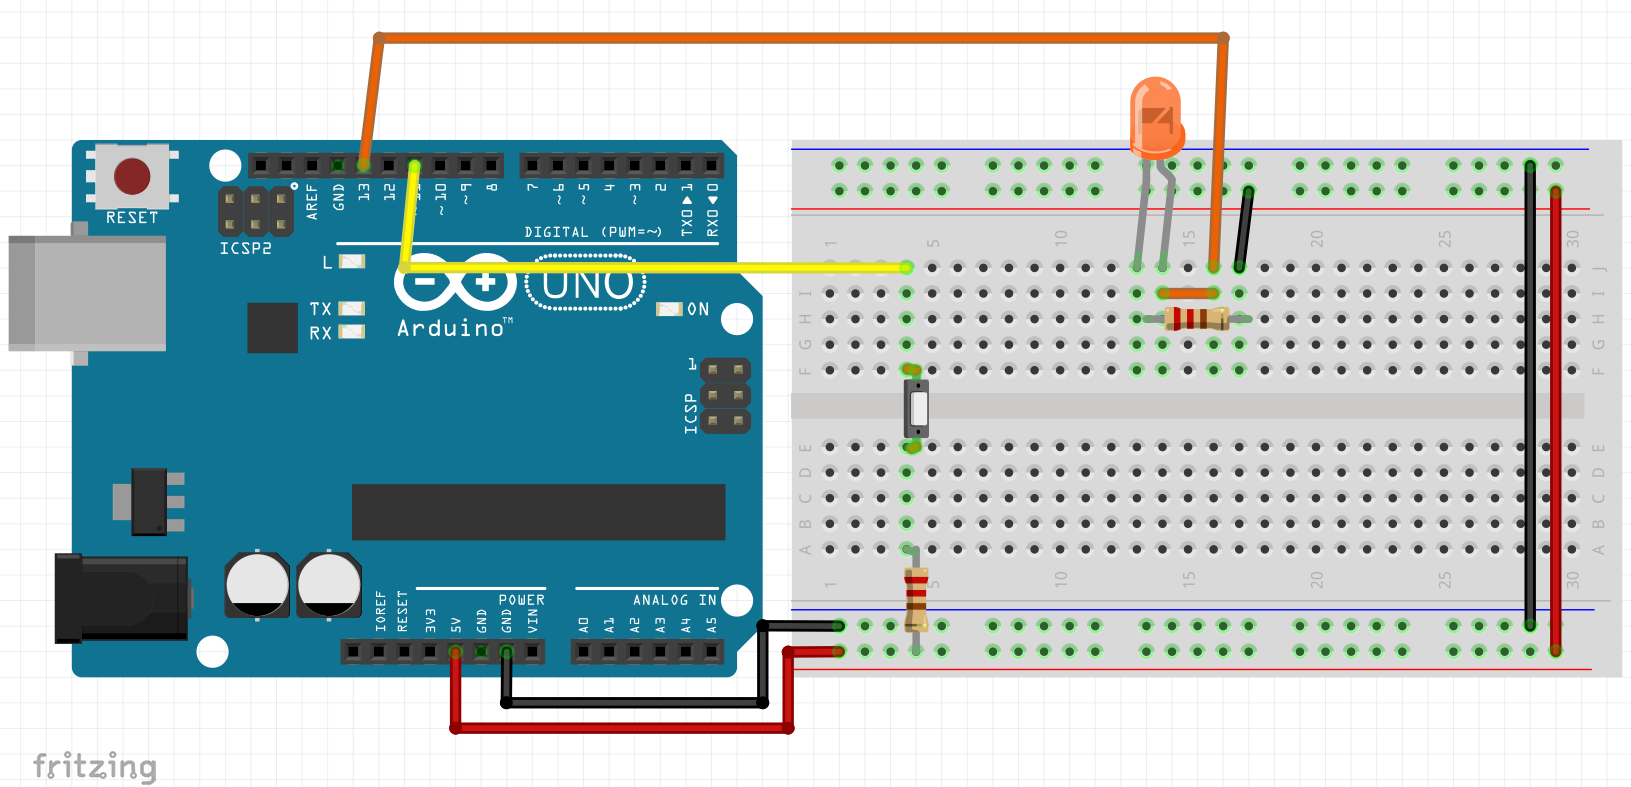 RESET
ICSP2
AREF
GND
13
12
~10
~9
8
7
~6
~5
4
~3
2
TX0▶1
RX0◀0
DIGITAL (PWM=~)
L
TX
RX
UNO
ON
Arduino™
1
ICSP
POWER
ANALOG IN
IOREF
RESET
3V3
5V
GND
GND
VIN
A0
A1
A2
A3
A4
A5
1 5 10 15 20 25 30
J J
I I
H H
G G
F F
E E
D D
C C
B B
A A
1 5 10 15 20 25 30
fritzing